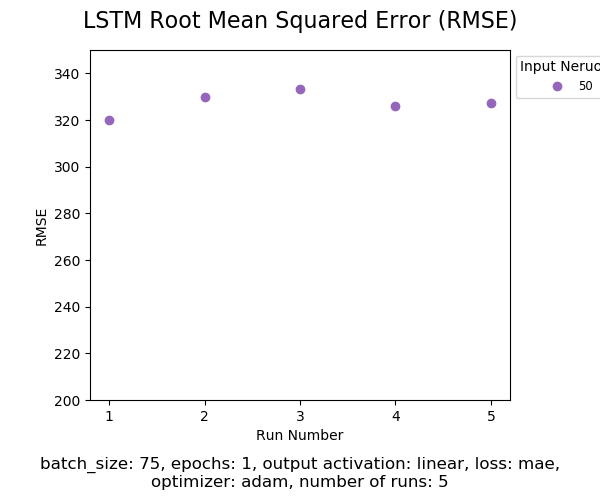 LSTM Root Mean Squared Error (RMSE)
340
320
300
280
260
240
220
200
RMSE
1 2 3 4 5
Run Number
Input
50
batch_size: 75, epochs: 1, output activation: linear, loss: mae,
optimizer: adam, number of runs: 5